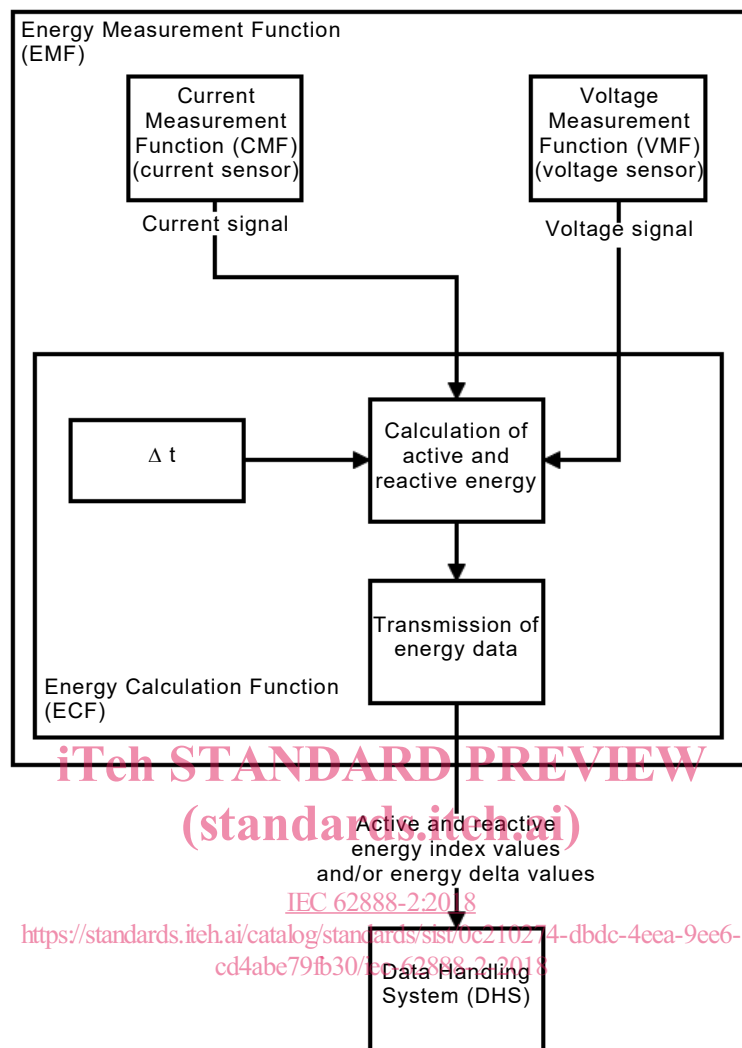 Energy Measurement Function
(EMF)
Current
Measurement
Function (CMF)
(current sensor)
Voltage
Measurement
Function (VMF)
(voltage sensor)
Current signal
Voltage signal
Δ t
Calculation of
active and
reactive energy
Transmission of
energy data
Energy Calculation Function
(ECF)
iTeh STANDARD PREVIEW
(standards.iteh.ai)
Active and reactive
energy index values
and/or energy delta values
IEC 62888-2:2018
https://standards.iteh.ai/catalog/standards/sist/0c210274-dbdc-4eea-9ee6-
cd4abe79fb30/iec-62888-2-2018
Data Handling
System (DHS)